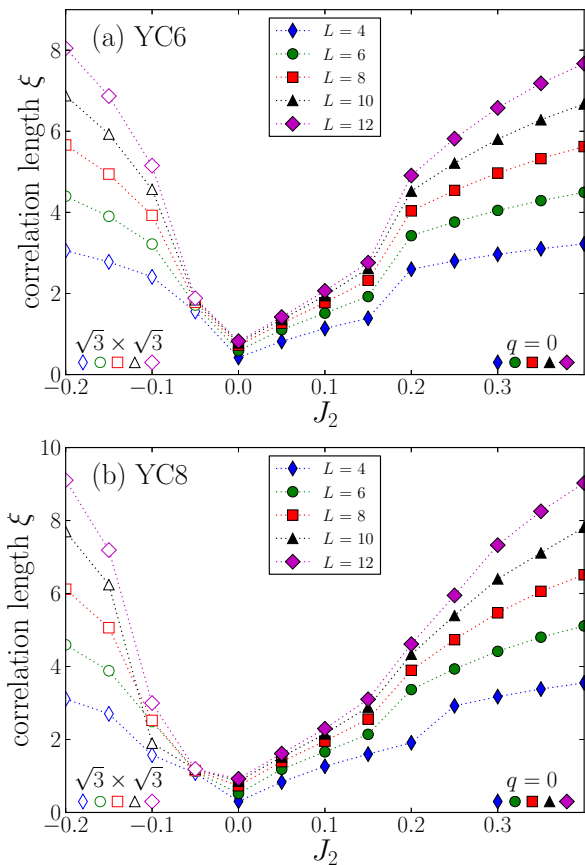 (a) YC6
L = 4
L = 6
L = 8
L = 10
L = 12
correlation length ξ
8
6
4
2
0
√3 × √3
q = 0
−0.2 −0.1 0.0 0.1 0.2 0.3
J₂
(b) YC8
L = 4
L = 6
L = 8
L = 10
L = 12
correlation length ξ
10
8
6
4
2
0
√3 × √3
q = 0
−0.2 −0.1 0.0 0.1 0.2 0.3
J₂